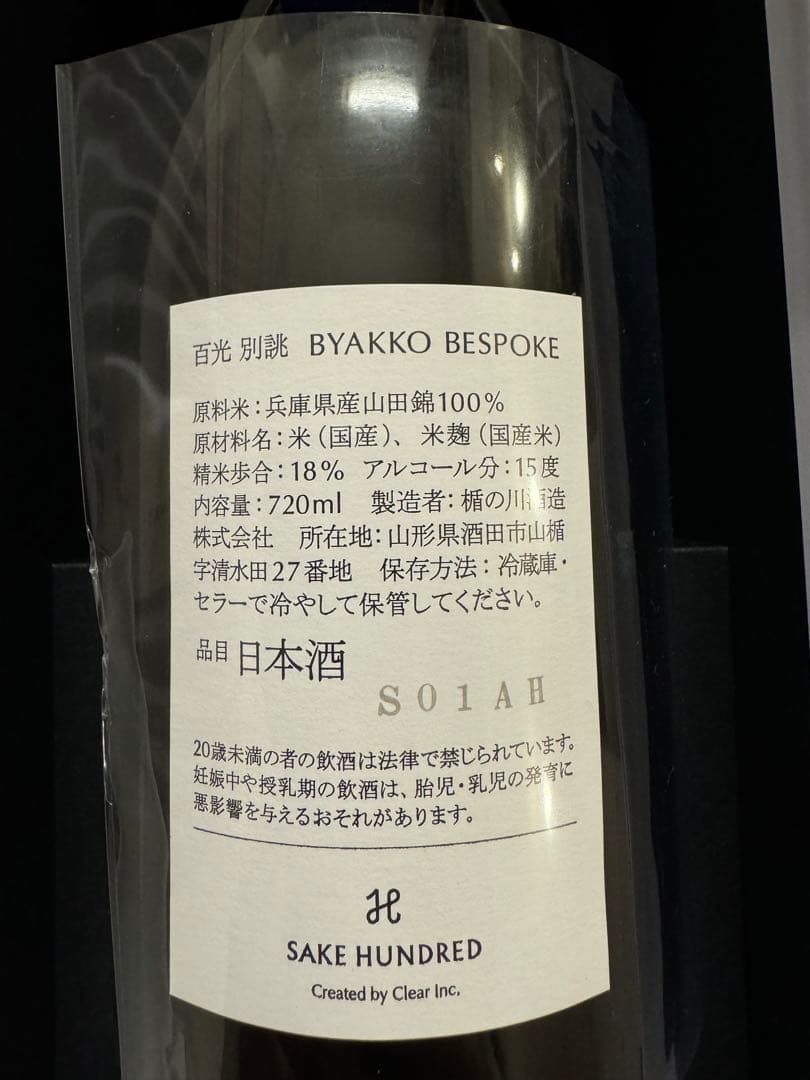 百光 別誂 BYAKKO BESPOKE
原料米：兵庫県産山田錦100%
原材料名：米（国産）、米麹（国産米）
精米歩合：18% アルコール分：15度
内容量：720ml 製造者：楯の川酒造
株式会社 所在地：山形県酒田市山楯
字清水田27番地 保存方法：冷蔵庫・
セラーで冷やして保管してください。
品目 日本酒
S01AH
20歳未満の者の飲酒は法律で禁じられています。
妊娠中や授乳期の飲酒は、胎児・乳児の発育に
悪影響を与えるおそれがあります。
SAKE HUNDRED
Created by Clear Inc.